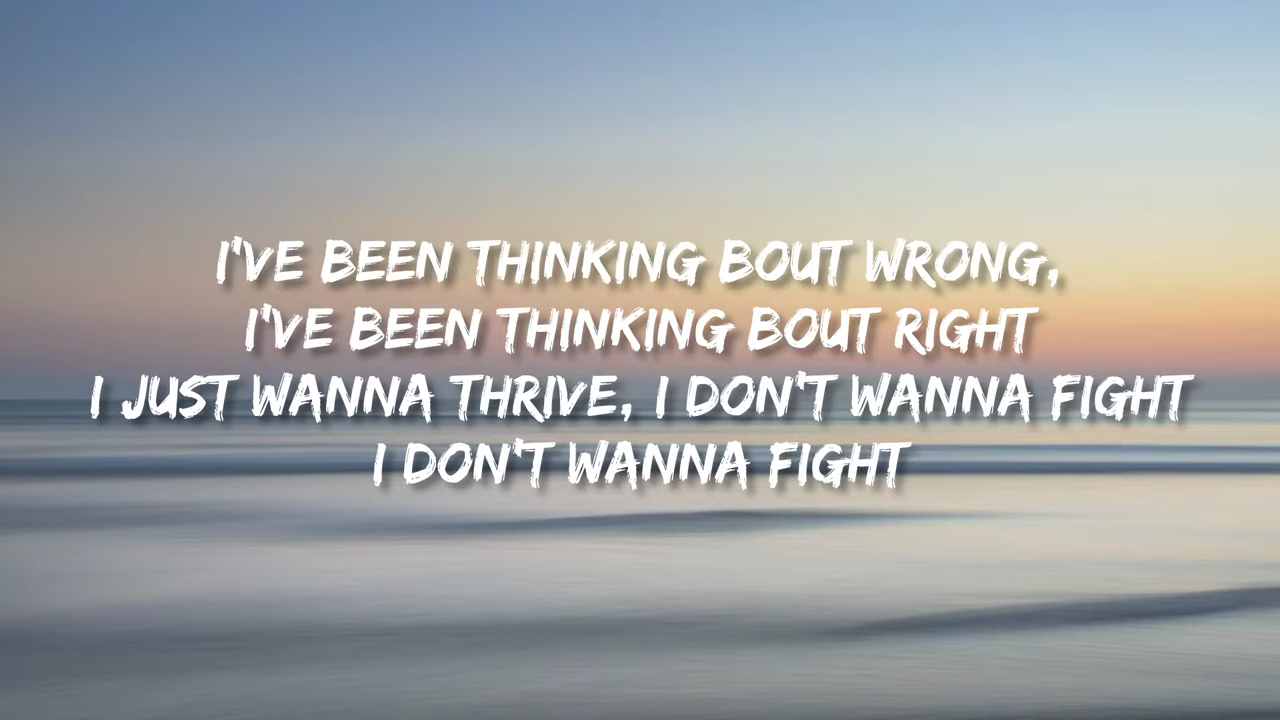 I'VE BEEN THINKING BOUT WRONG,
I'VE BEEN THINKING BOUT RIGHT
I JUST WANNA THRIVE, I DON'T WANNA FIGHT
I DON'T WANNA FIGHT